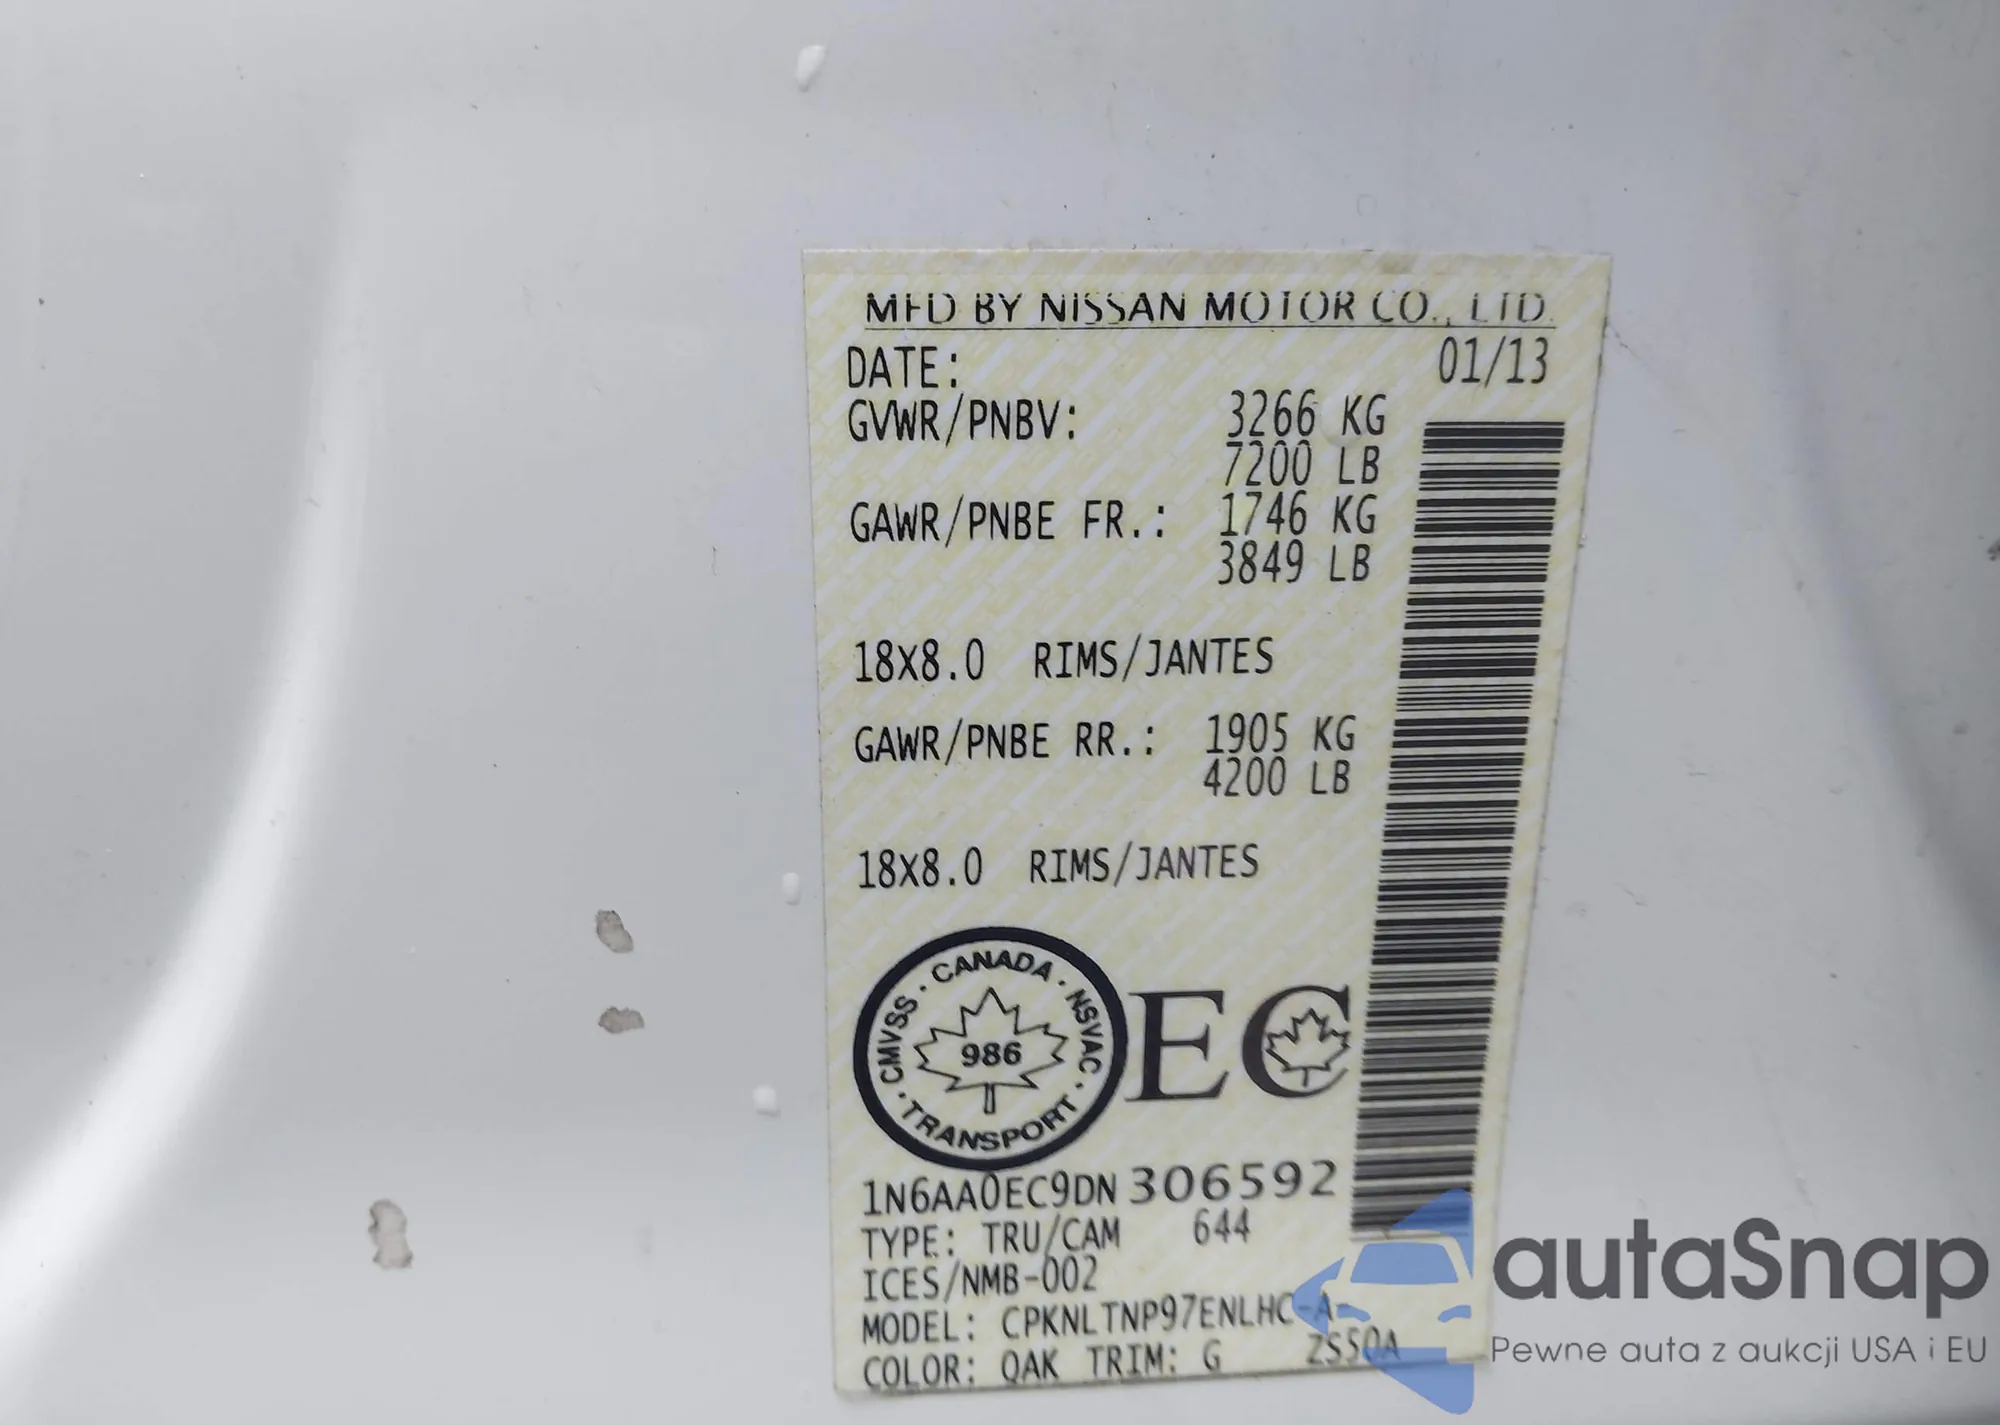 MFD BY NISSAN MOTOR CO., LTD.
DATE: 01/13
GVWR/PNBV: 3266 KG
7200 LB
GAWR/PNBE FR.: 1746 KG
3849 LB
18X8.0 RIMS/JANTES
GAWR/PNBE RR.: 1905 KG
4200 LB
18X8.0 RIMS/JANTES
CANADA · NSVAC · TRANSPORT · CMVSS ·
986
EC
1N6AA0EC9DN306592
TYPE: TRU/CAM 644
ICES/NMB-002
MODEL: CPKNLTNP97ENLHC-A-
ZS50A
COLOR: QAK TRIM: G
autaSnap
Pewne auta z aukcji USA i EU